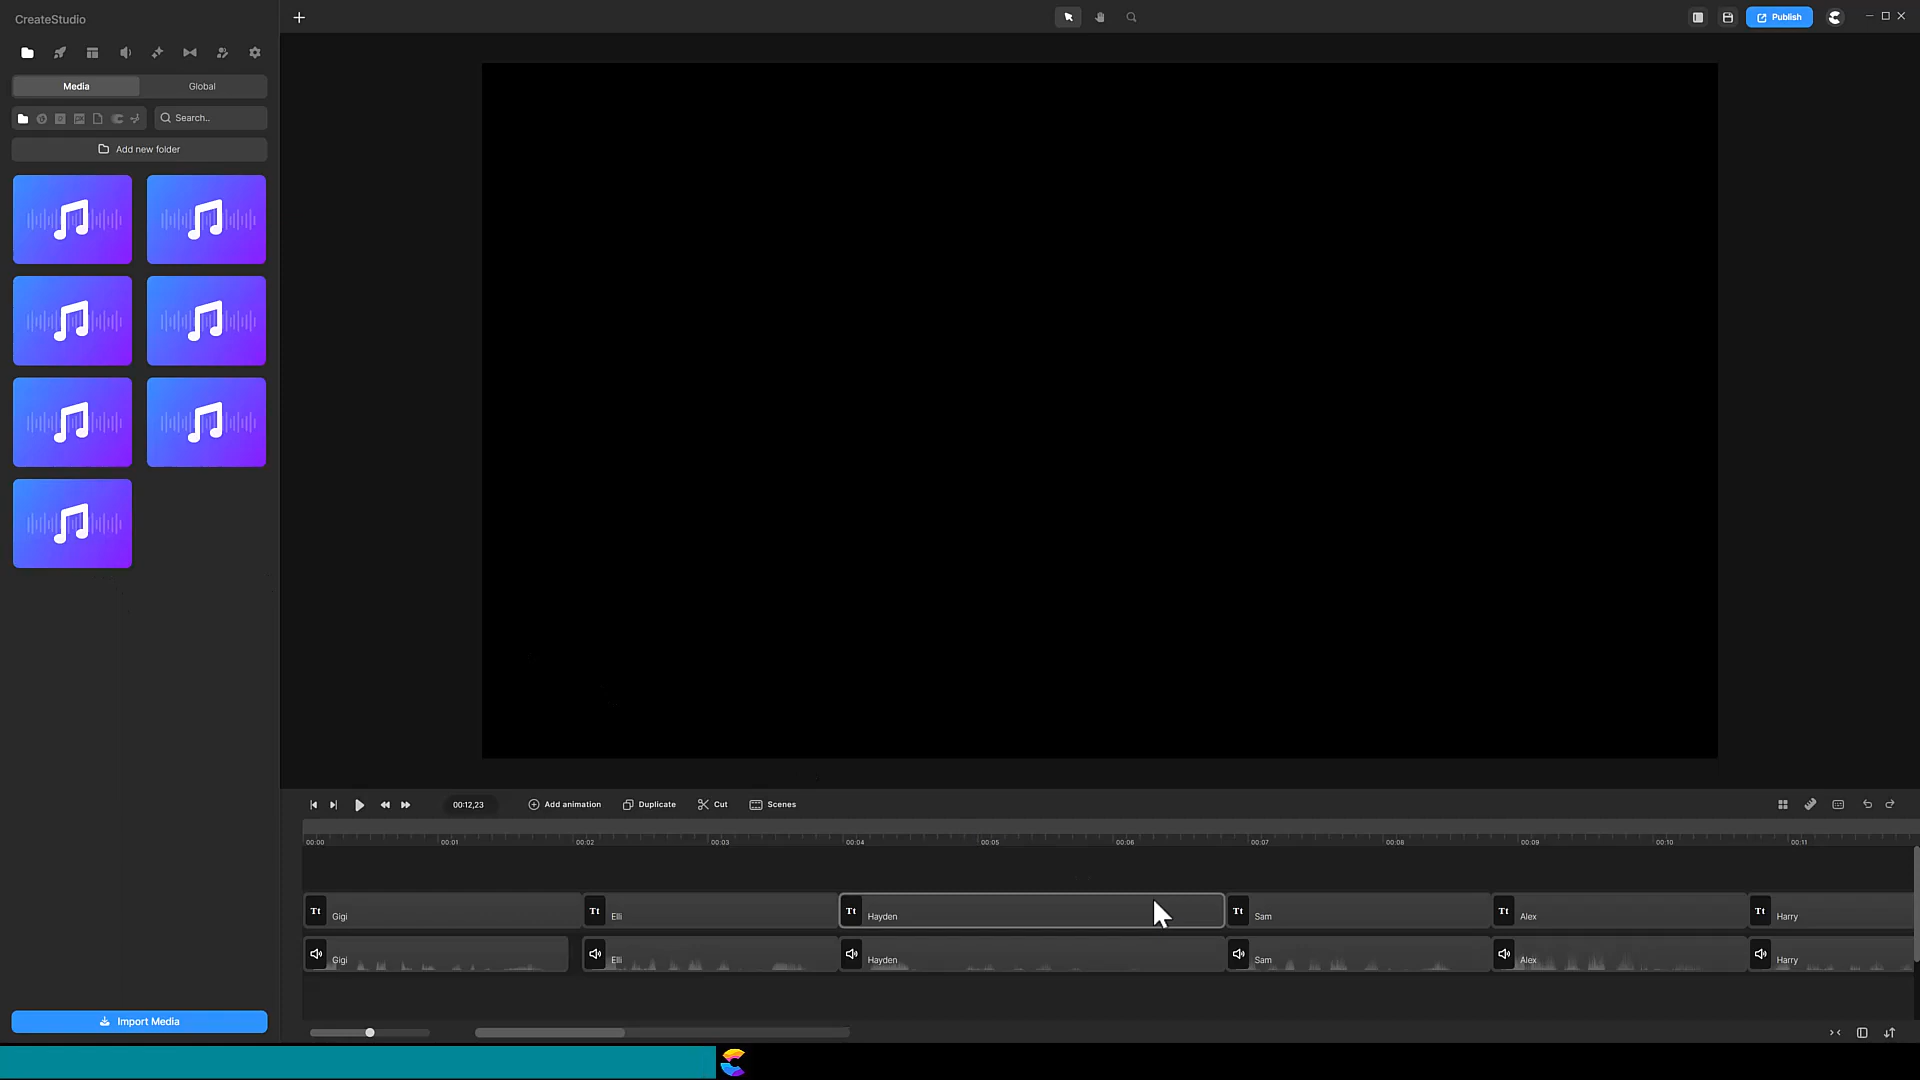 CreateStudio
Publish
Media
Global
Search..
Add new folder
Import Media
00:12,23
Add animation
Duplicate
Cut
Scenes
00:00
00:01
00:02
00:03
00:04
00:05
00:06
00:07
00:08
00:09
00:10
00:11
Tt Gigi
Tt Elli
Tt Hayden
Tt Sam
Tt Alex
Tt Harry
Gigi
Elli
Hayden
Sam
Alex
Harry